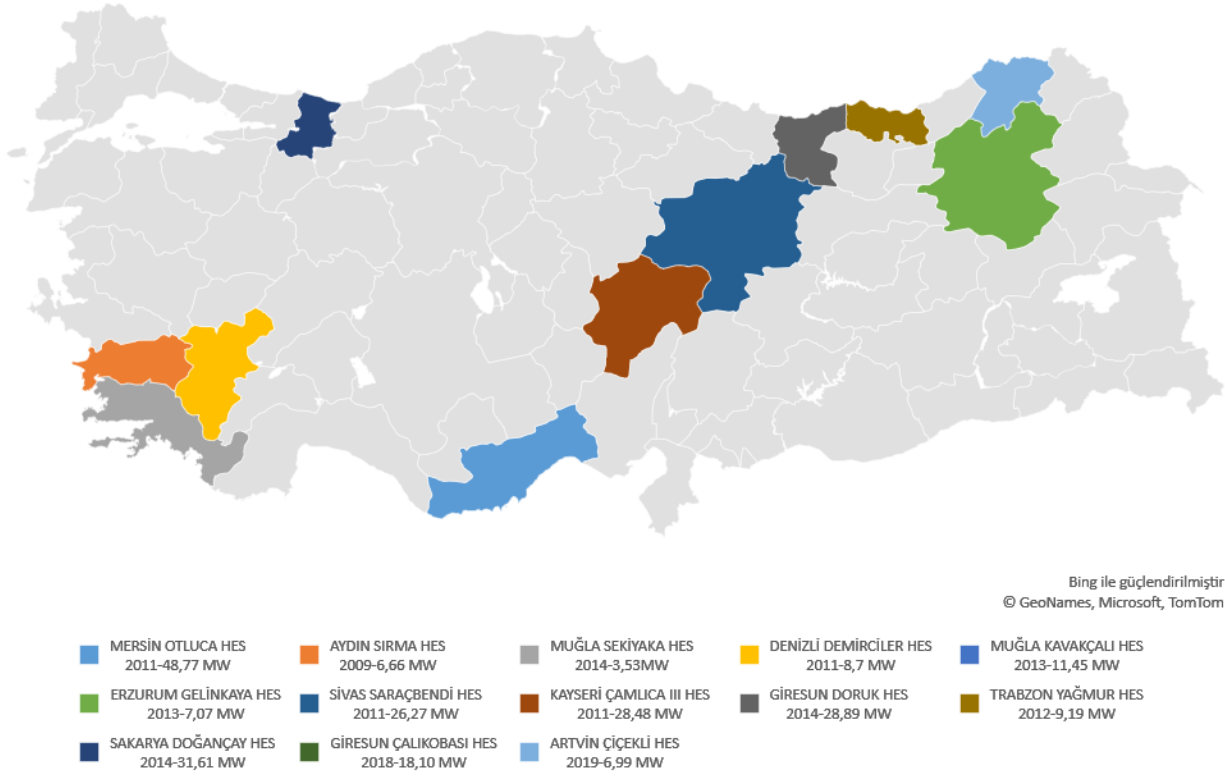 Bing ile güçlendirilmiştir
© GeoNames, Microsoft, TomTom
MERSİN OTLUCA HES
2011-48,77 MW
AYDIN SIRMA HES
2009-6,66 MW
MUĞLA SEKİYAKA HES
2014-3,53MW
DENİZLİ DEMİRCİLER HES
2011-8,7 MW
MUĞLA KAVAKÇALI HES
2013-11,45 MW
ERZURUM GELİNKAYA HES
2013-7,07 MW
SİVAS SARAÇBENDİ HES
2011-26,27 MW
KAYSERİ ÇAMLICA III HES
2011-28,48 MW
GİRESUN DORUK HES
2014-28,89 MW
TRABZON YAĞMUR HES
2012-9,19 MW
SAKARYA DOĞANÇAY HES
2014-31,61 MW
GİRESUN ÇALIKOBASI HES
2018-18,10 MW
ARTVİN ÇİÇEKLİ HES
2019-6,99 MW